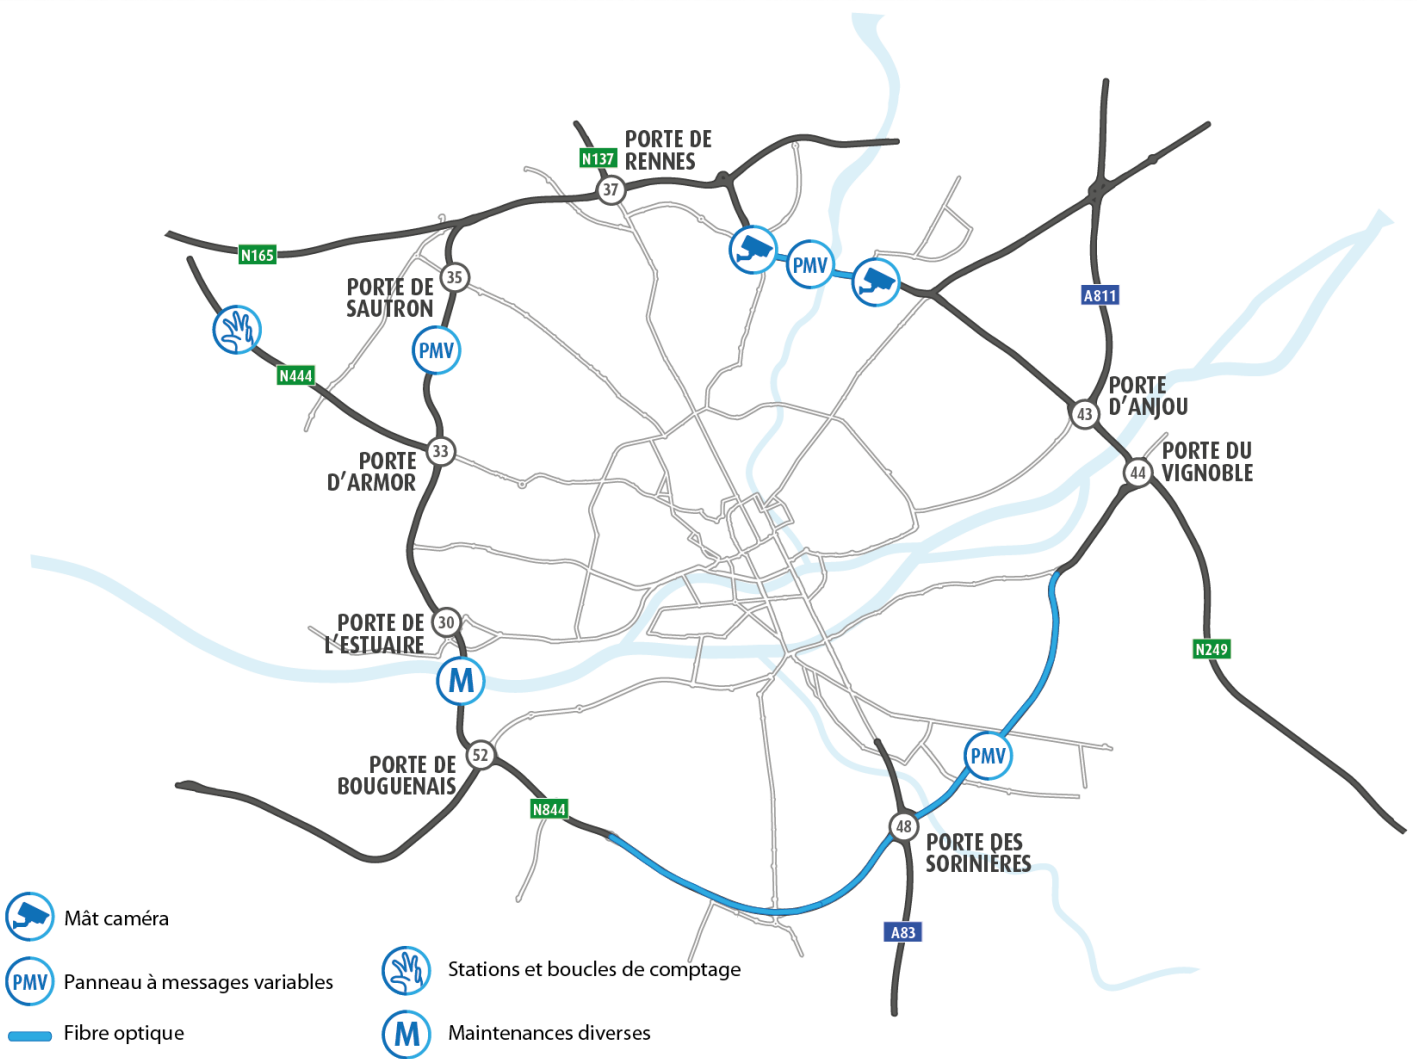 PORTE DE
RENNES
N137
37
N165
PMV
35
PORTE DE
SAUTRON
A811
PMV
N444
PORTE
D'ANJOU
43
33
PORTE
D'ARMOR
PORTE DU
VIGNOBLE
44
PORTE DE
L'ESTUAIRE
30
N249
M
PMV
52
PORTE DE
BOUGUENAIS
N844
48
PORTE DES
SORINIÈRES
A83
Mât caméra
PMV Panneau à messages variables
Fibre optique
Stations et boucles de comptage
M Maintenances diverses